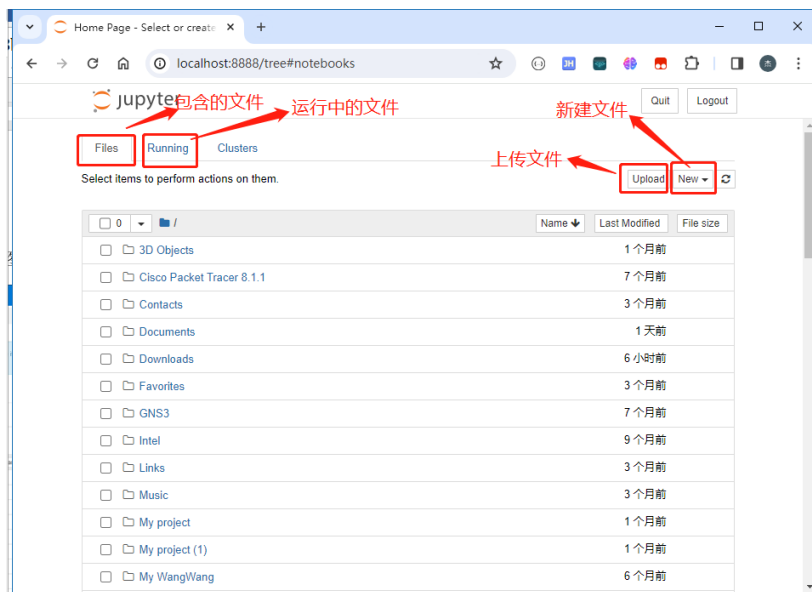 Home Page - Select or create
localhost:8888/tree#notebooks
JH
杰
jupyter
Quit
Logout
包含的文件
运行中的文件
新建文件
上传文件
Files
Running
Clusters
Select items to perform actions on them.
Upload
New
0
/
Name
Last Modified
File size
3D Objects
1 个月前
Cisco Packet Tracer 8.1.1
7 个月前
Contacts
3 个月前
Documents
1 天前
Downloads
6 小时前
Favorites
3 个月前
GNS3
7 个月前
Intel
9 个月前
Links
3 个月前
Music
3 个月前
My project
1 个月前
My project (1)
1 个月前
My WangWang
6 个月前